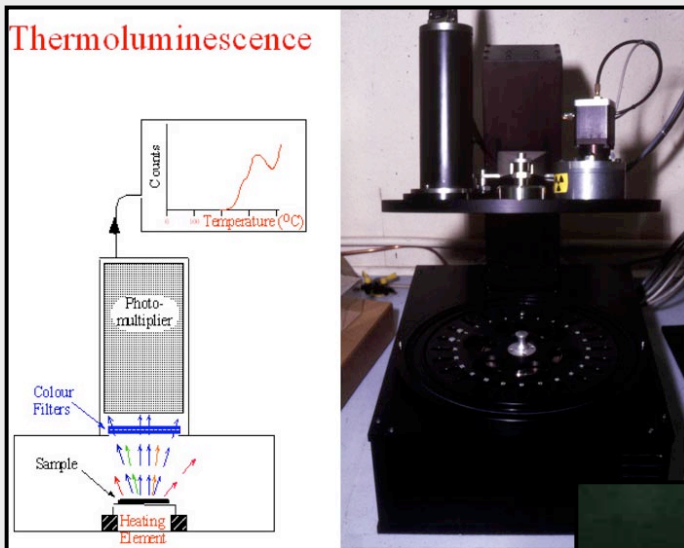 Thermoluminescence
Counts
Temperature (°C)
Photo-
multiplier
Colour
Filters
Sample
Heating
Element